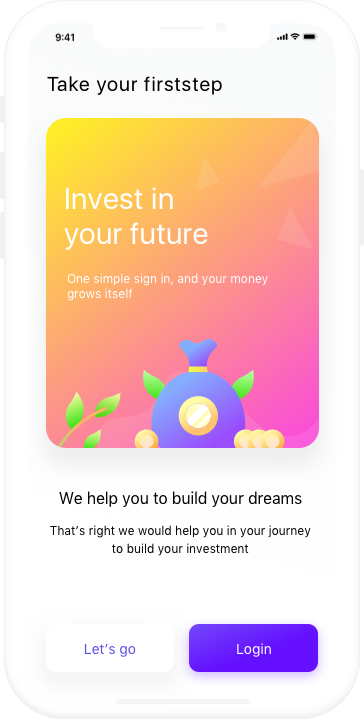 9:41
Take your firststep
Invest in
your future
One simple sign in, and your money
grows itself
We help you to build your dreams
That’s right we would help you in your journey
to build your investment
Let’s go
Login